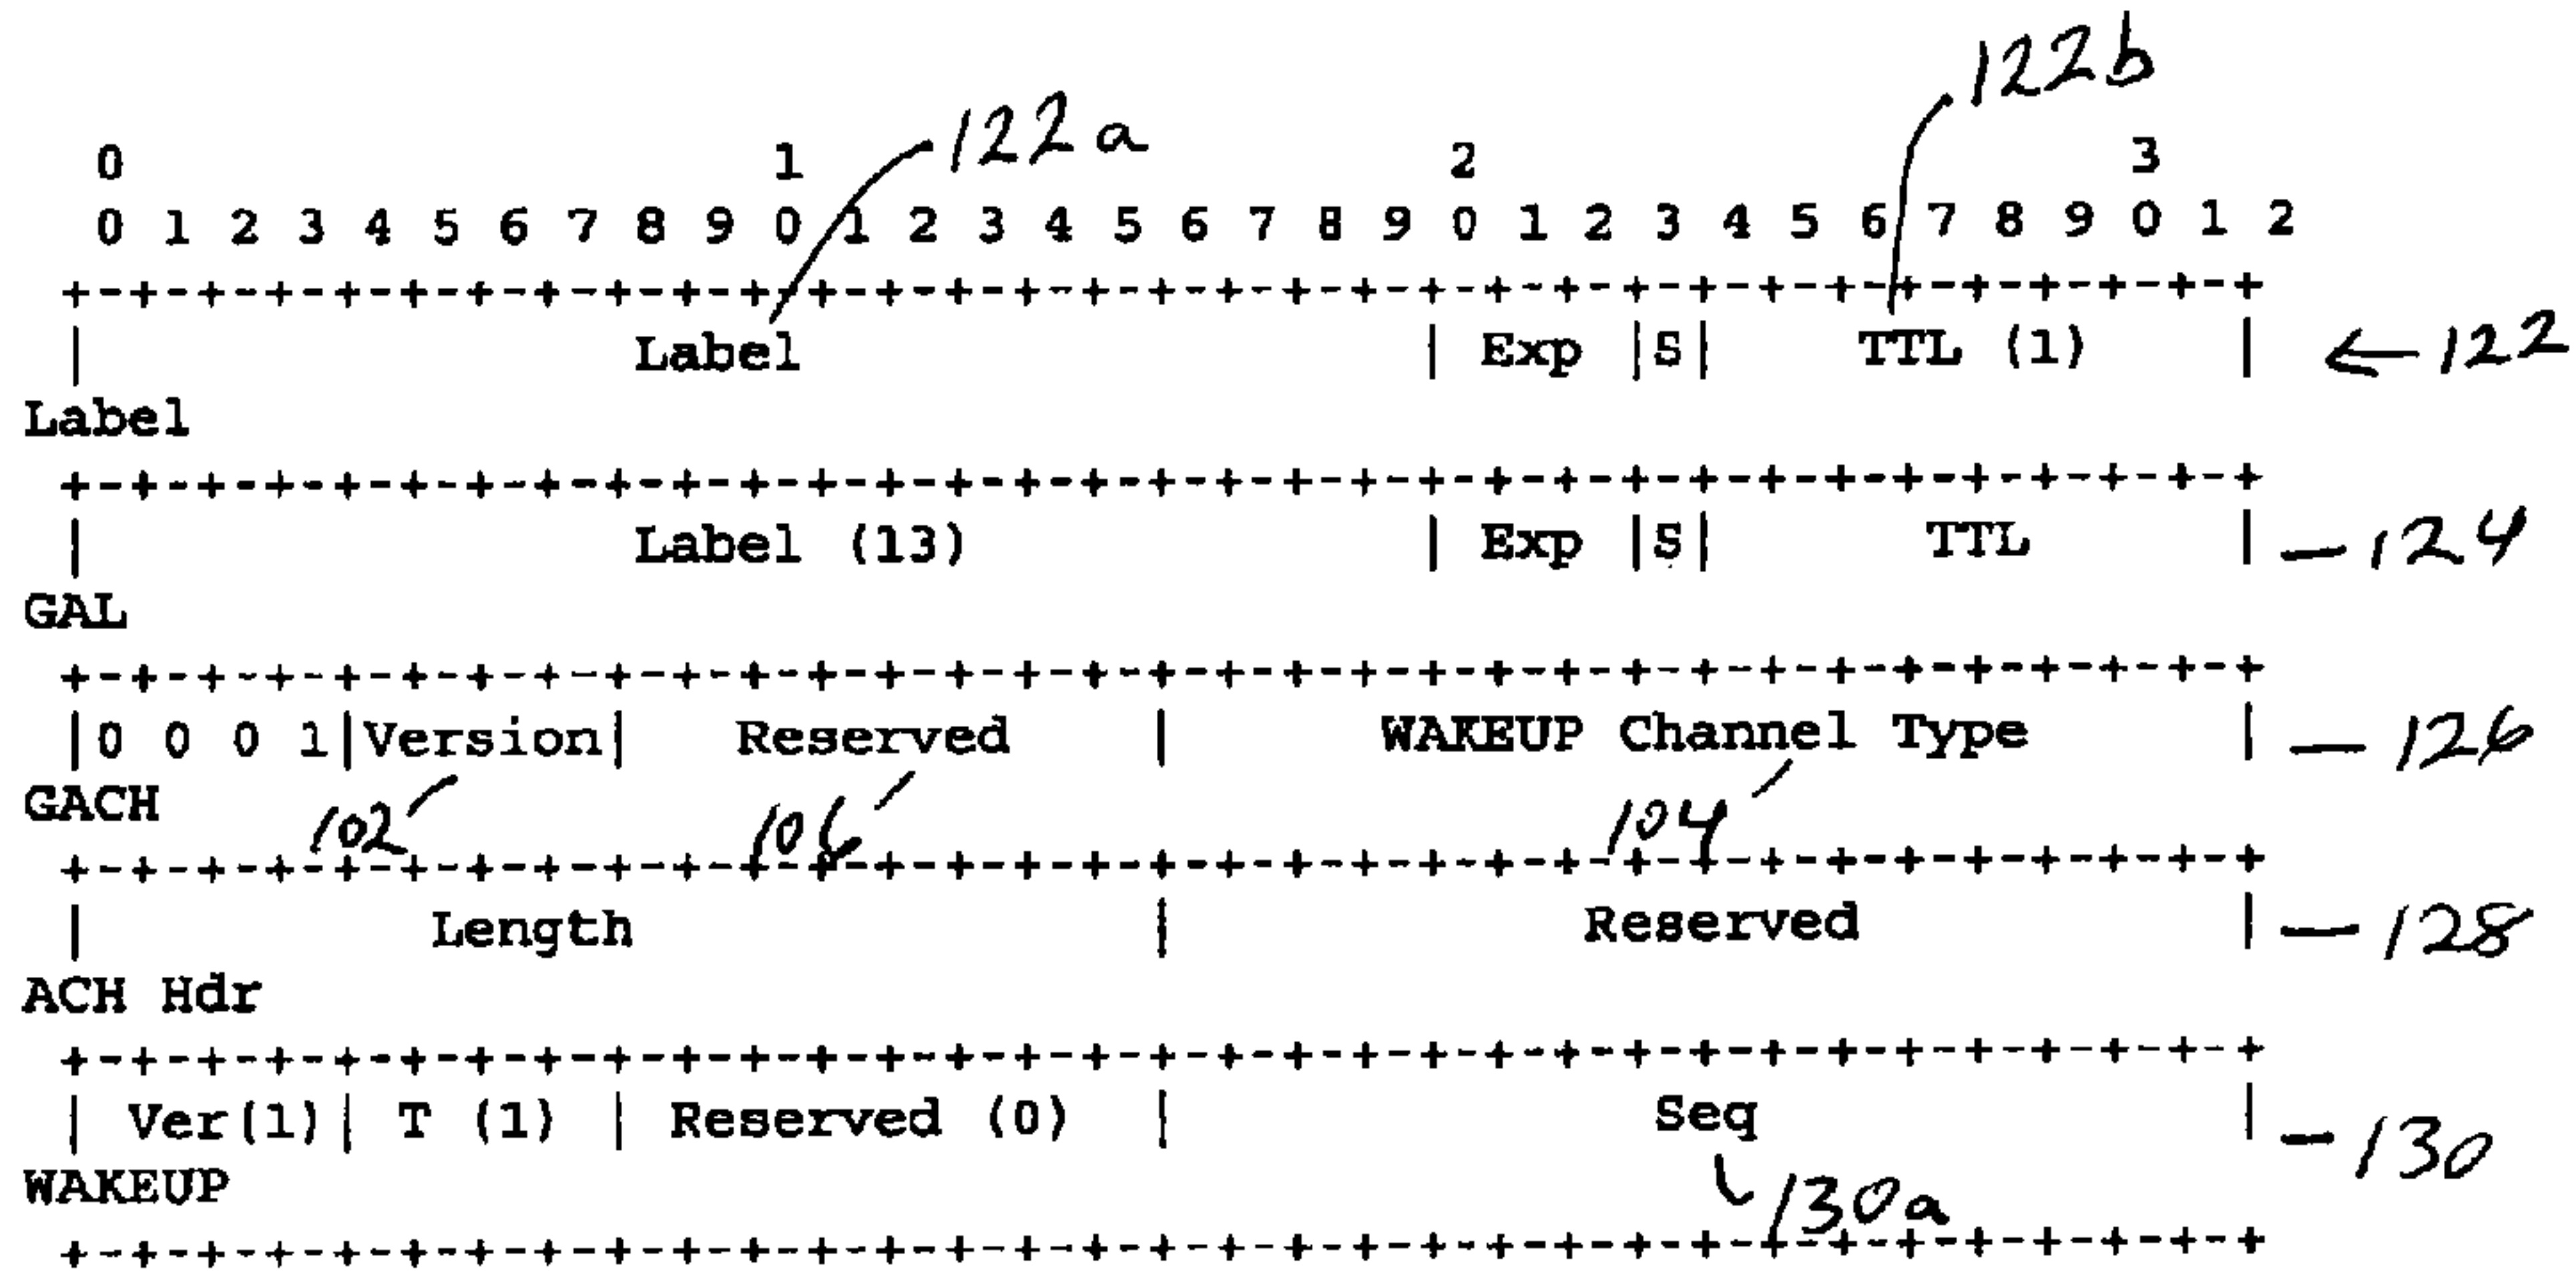 122b
122a
0 1 2 3
0 1 2 3 4 5 6 7 8 9 0 1 2 3 4 5 6 7 8 9 0 1 2 3 4 5 6 7 8 9 0 1 2
+-+-+-+-+-+-+-+-+-+-+-+-+-+-+-+-+-+-+-+-+-+-+-+-+-+-+-+-+-+-+-+-+
| Label | Exp |S| TTL (1) | ← 122
Label
+-+-+-+-+-+-+-+-+-+-+-+-+-+-+-+-+-+-+-+-+-+-+-+-+-+-+-+-+-+-+-+-+
| Label (13) | Exp |S| TTL | - 124
GAL
+-+-+-+-+-+-+-+-+-+-+-+-+-+-+-+-+-+-+-+-+-+-+-+-+-+-+-+-+-+-+-+-+
|0 0 0 1|Version| Reserved | WAKEUP Channel Type | - 126
GACH 102 106 104
+-+-+-+-+-+-+-+-+-+-+-+-+-+-+-+-+-+-+-+-+-+-+-+-+-+-+-+-+-+-+-+-+
| Length | Reserved | - 128
ACH Hdr
+-+-+-+-+-+-+-+-+-+-+-+-+-+-+-+-+-+-+-+-+-+-+-+-+-+-+-+-+-+-+-+-+
| Ver(1)| T (1) | Reserved (0) | Seq | - 130
WAKEUP 130a
+-+-+-+-+-+-+-+-+-+-+-+-+-+-+-+-+-+-+-+-+-+-+-+-+-+-+-+-+-+-+-+-+